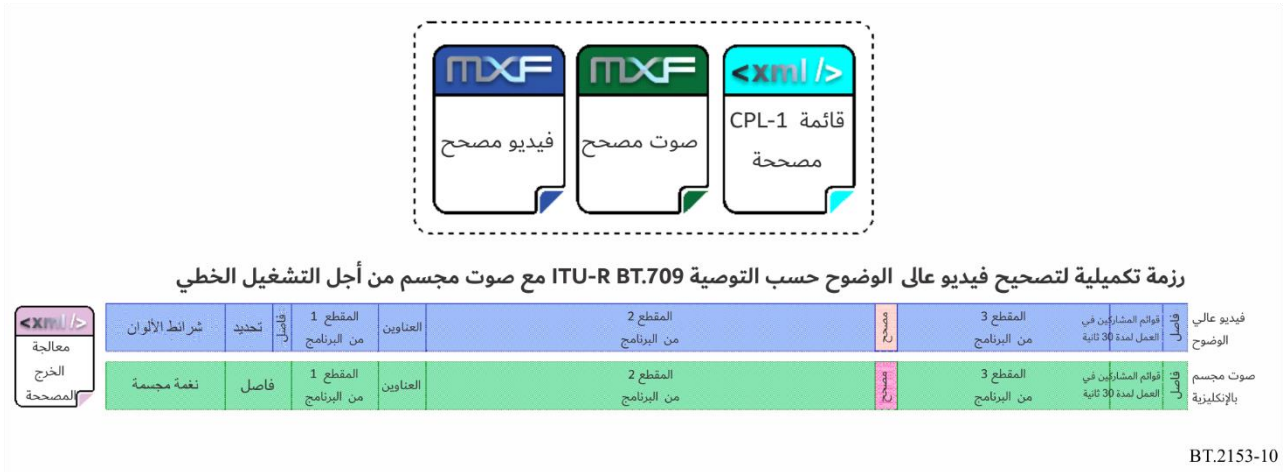 <xml />
قائمة CPL-1
مصححة
MXF
صوت مصحح
MXF
فيديو مصحح
رزمة تكميلية لتصحيح فيديو عالى الوضوح حسب التوصية ITU-R BT.709 مع صوت مجسم من أجل التشغيل الخطي
فيديو عالي
الوضوح
فاصل
قوائم المشاركين في
العمل لمدة 30 ثانية
المقطع 3
من البرنامج
مصحح
المقطع 2
من البرنامج
العناوين
المقطع 1
من البرنامج
فاصل
تحديد
شرائط الألوان
صوت مجسم
بالإنكليزية
فاصل
قوائم المشاركين في
العمل لمدة 30 ثانية
المقطع 3
من البرنامج
مصحح
المقطع 2
من البرنامج
العناوين
المقطع 1
من البرنامج
فاصل
نغمة مجسمة
<xml />
معالجة
الخرج
المصححة
BT.2153-10